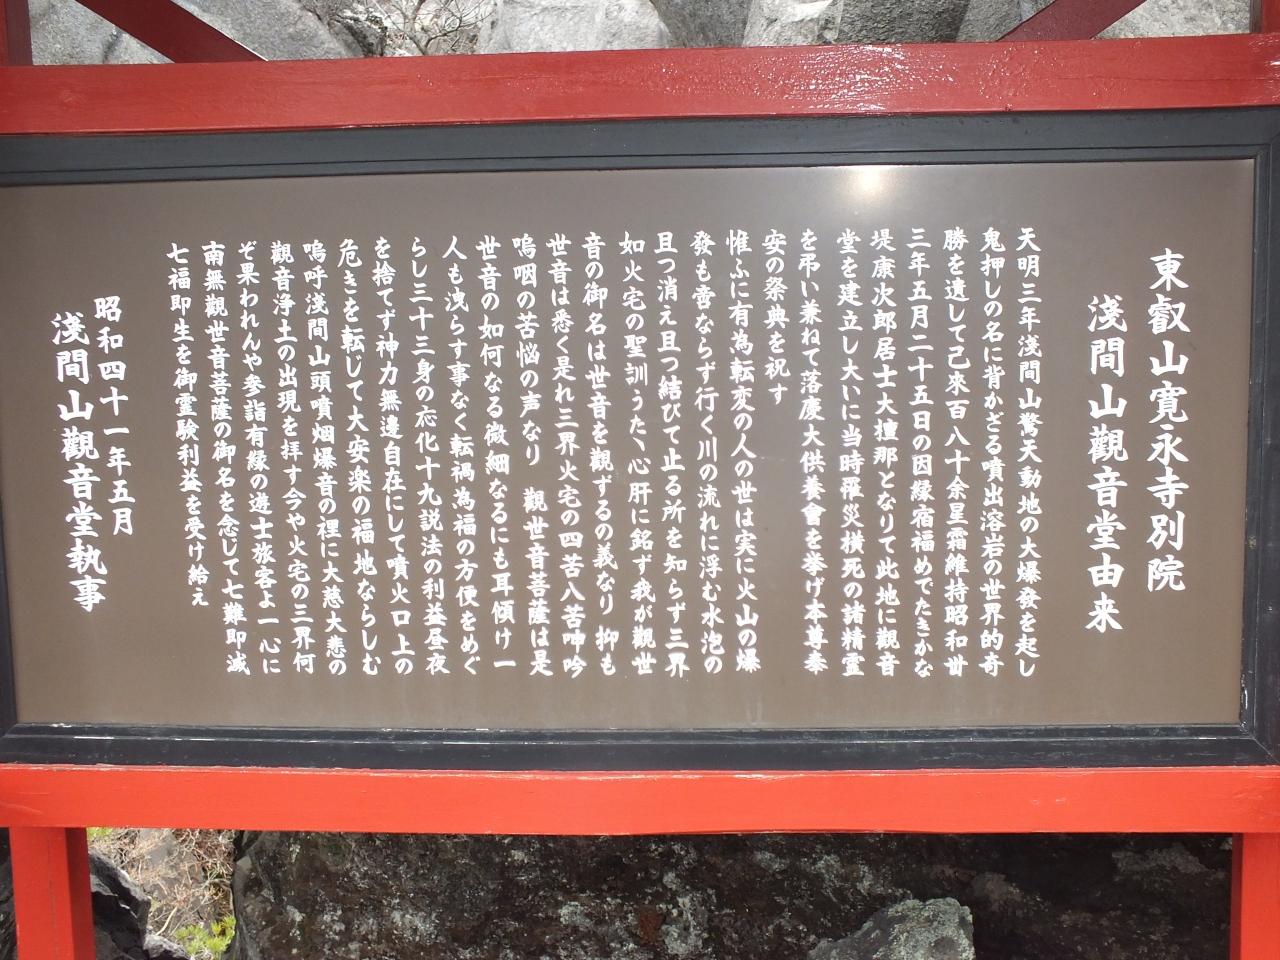 東叡山寛永寺別院
淺間山觀音堂由来
天明三年淺間山驚天動地の大爆發を起し
鬼押しの名に背かざる噴出溶岩の世界的奇
勝を遺して己來百八十余星霜維持昭和丗
三年五月二十五日の因縁宿福めでたきかな
堤康次郎居士大檀那となりて此地に觀音
堂を建立し大いに当時罹災横死の諸精霊
を弔い兼ねて落慶大供養會を挙げ本尊奉
安の祭典を祝す
惟ふに有為転変の人の世は実に火山の爆
發も啻ならず行く川の流れに浮む水泡の
且つ消え且つ結びて止る所を知らず三界
如火宅の聖訓うたヽ心肝に銘ず我が觀世
音の御名は世音を觀ずるの義なり 抑も
世音は悉く是れ三界火宅の四苦八苦呻吟
嗚咽の苦悩の声なり 觀世音菩薩は是
世音の如何なる微細なるにも耳傾け一
人も洩らす事なく転禍為福の方便をめぐ
らし三十三身の応化十九説法の利益昼夜
を捨てず神力無邊自在にして噴火口上の
危きを転じて大安楽の福地ならしむ
嗚呼淺間山頭噴烟爆音の裡に大慈大悲の
觀音浄土の出現を拝す今や火宅の三界何
ぞ果われんや参詣有縁の遊士旅客よ一心に
南無觀世音菩薩の御名を念じて七難即滅
七福即生を御霊験利益を受け給え
昭和四十一年五月
淺間山觀音堂執事